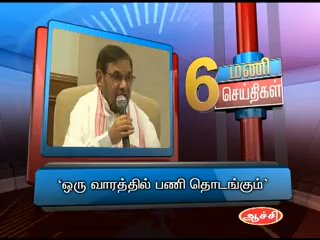 6 மணி
செய்திகள்
‘ஒரு வாரத்தில் பணி தொடங்கும்’
ஆச்சி